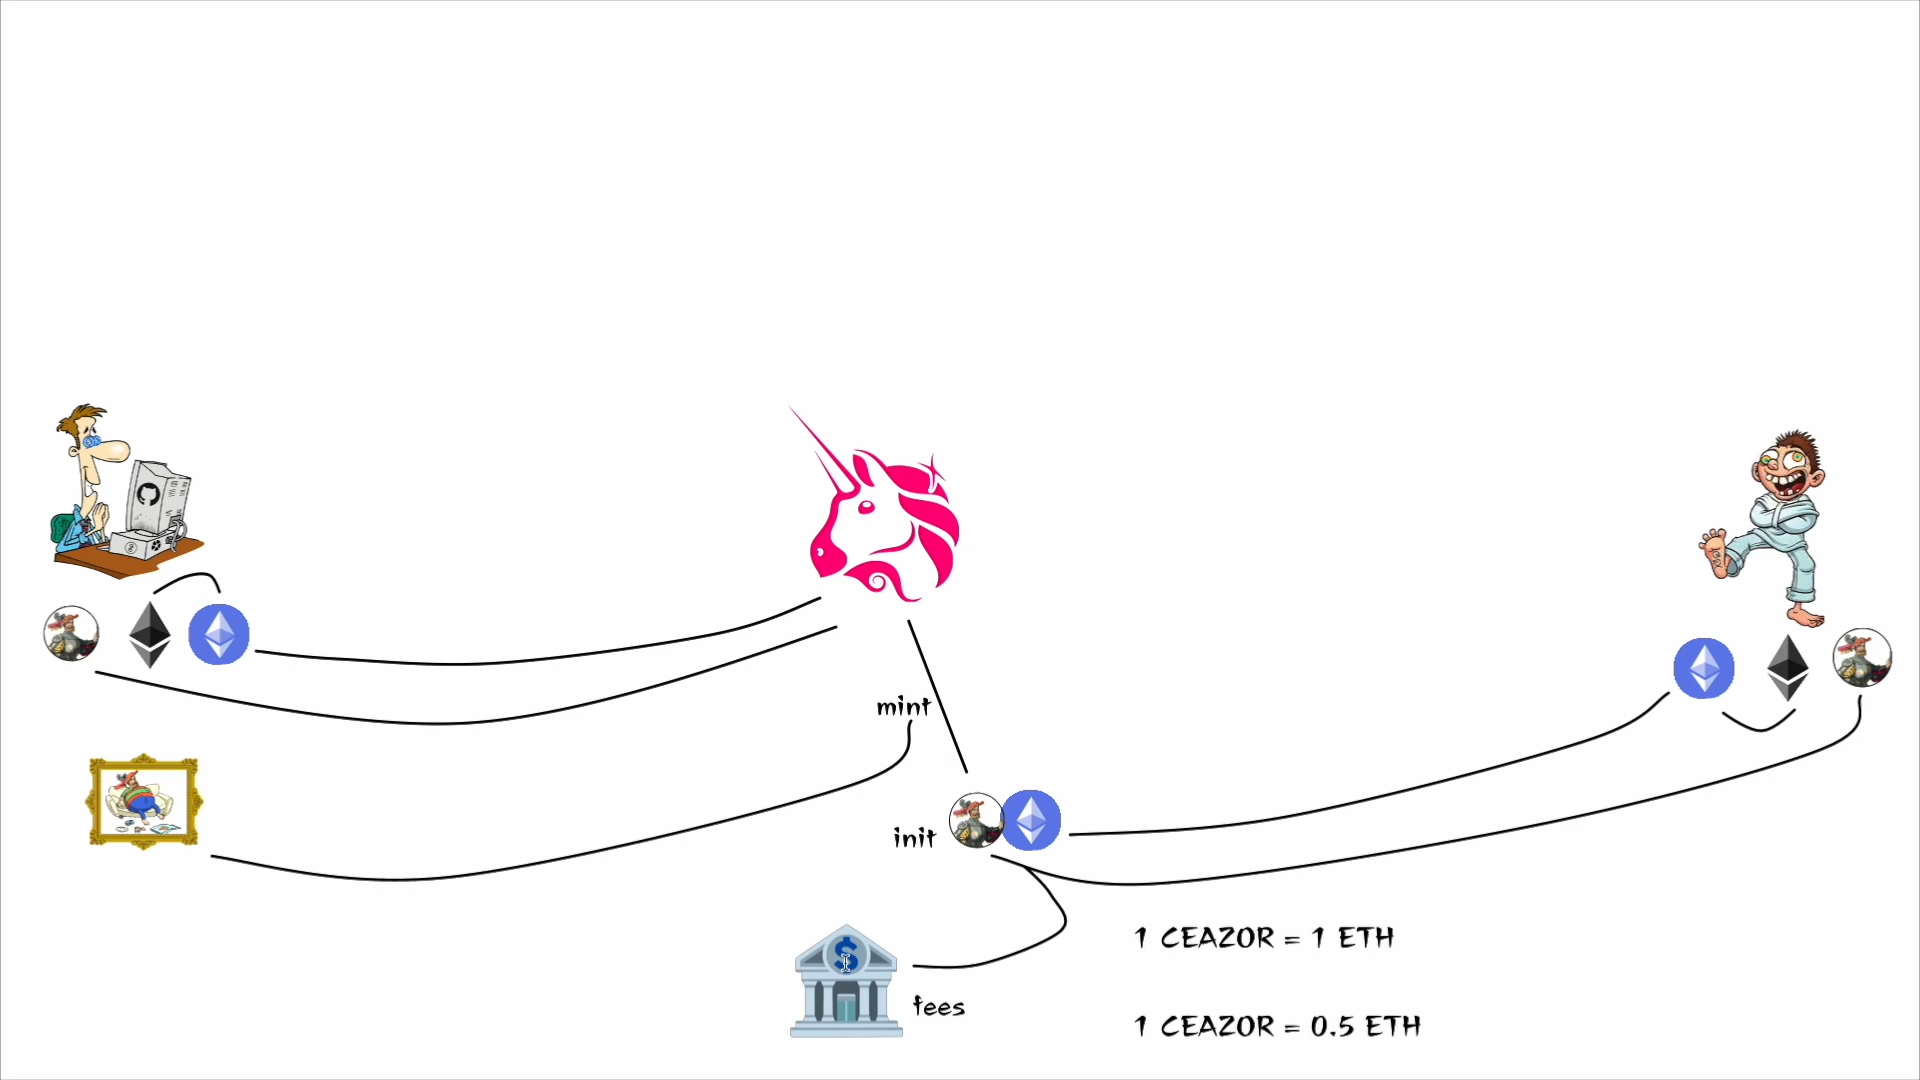 mint
init
fees
1 CEAZOR = 1 ETH
1 CEAZOR = 0.5 ETH